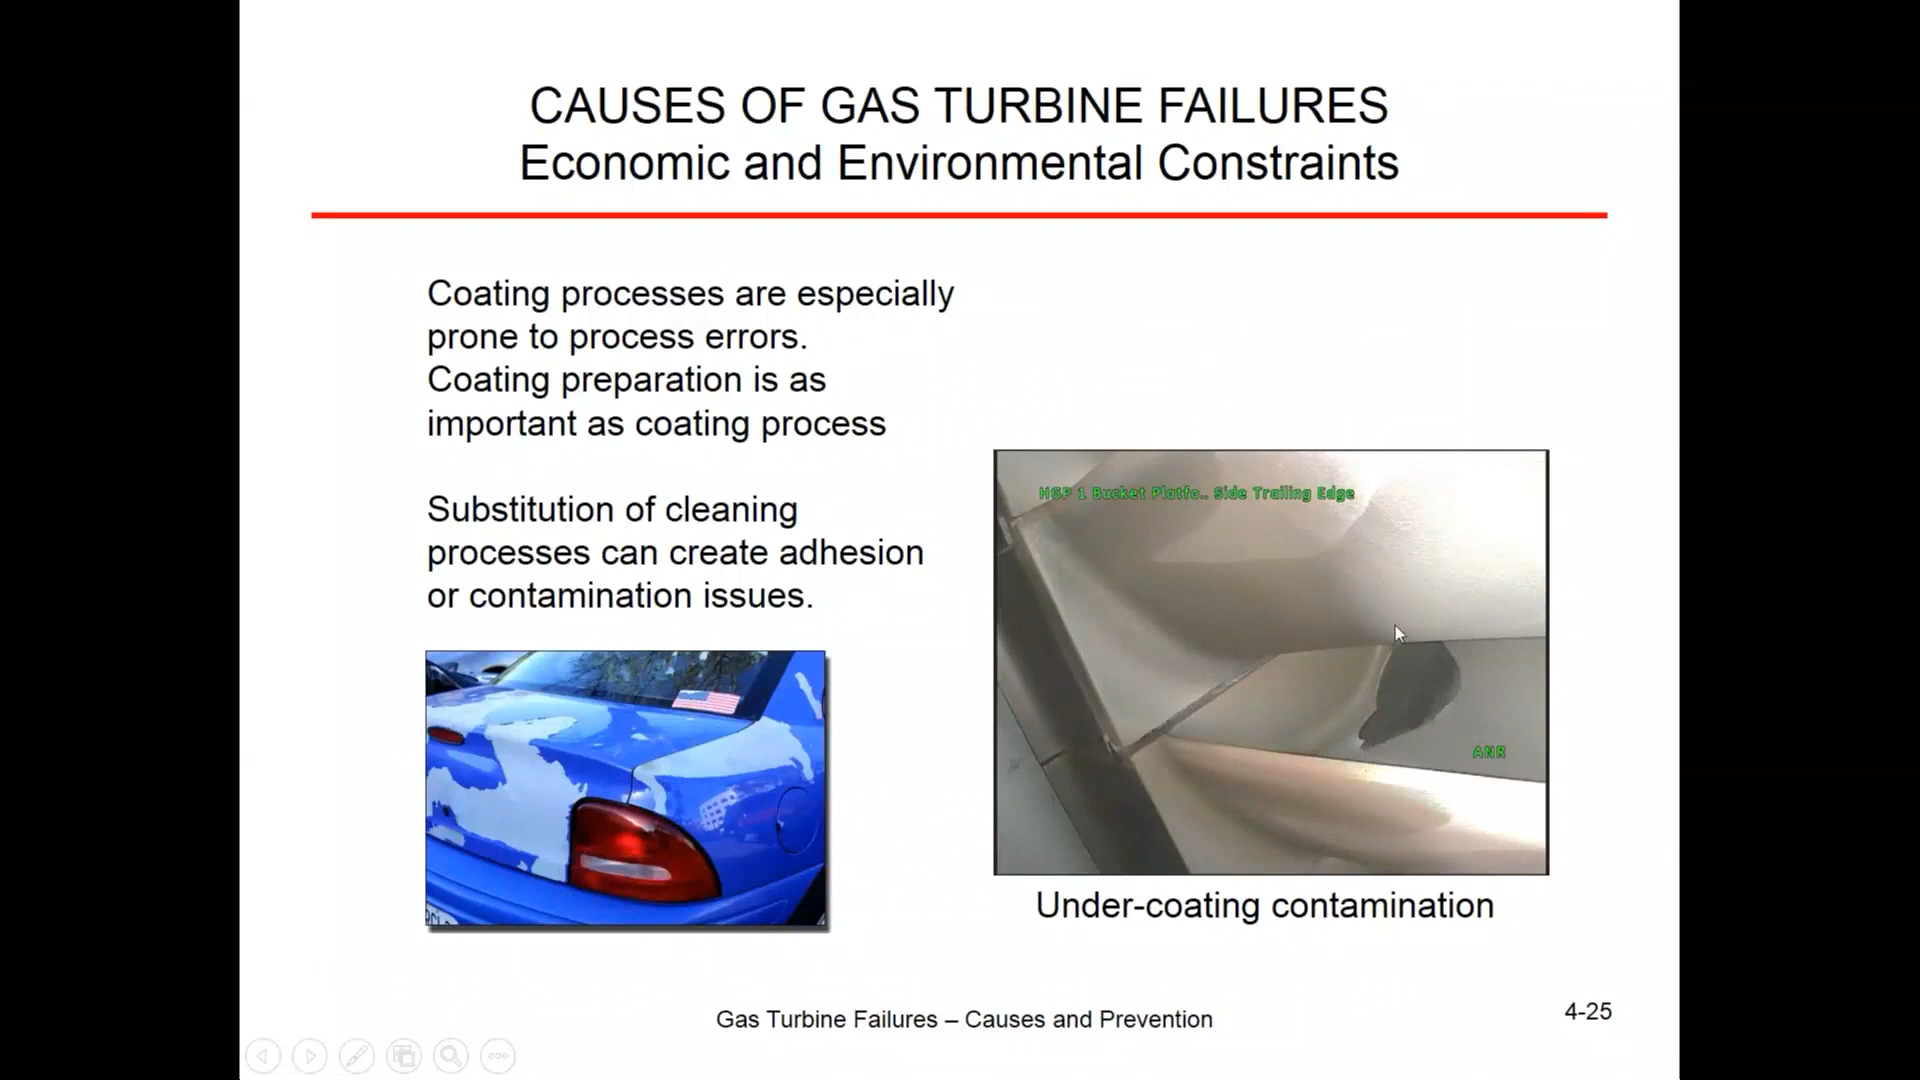 CAUSES OF GAS TURBINE FAILURES
Economic and Environmental Constraints
Coating processes are especially
prone to process errors.
Coating preparation is as
important as coating process
Substitution of cleaning
processes can create adhesion
or contamination issues.
HGP 1 Bucket Platfo.. Side Trailing Edge
ANR
Under-coating contamination
Gas Turbine Failures – Causes and Prevention
4-25